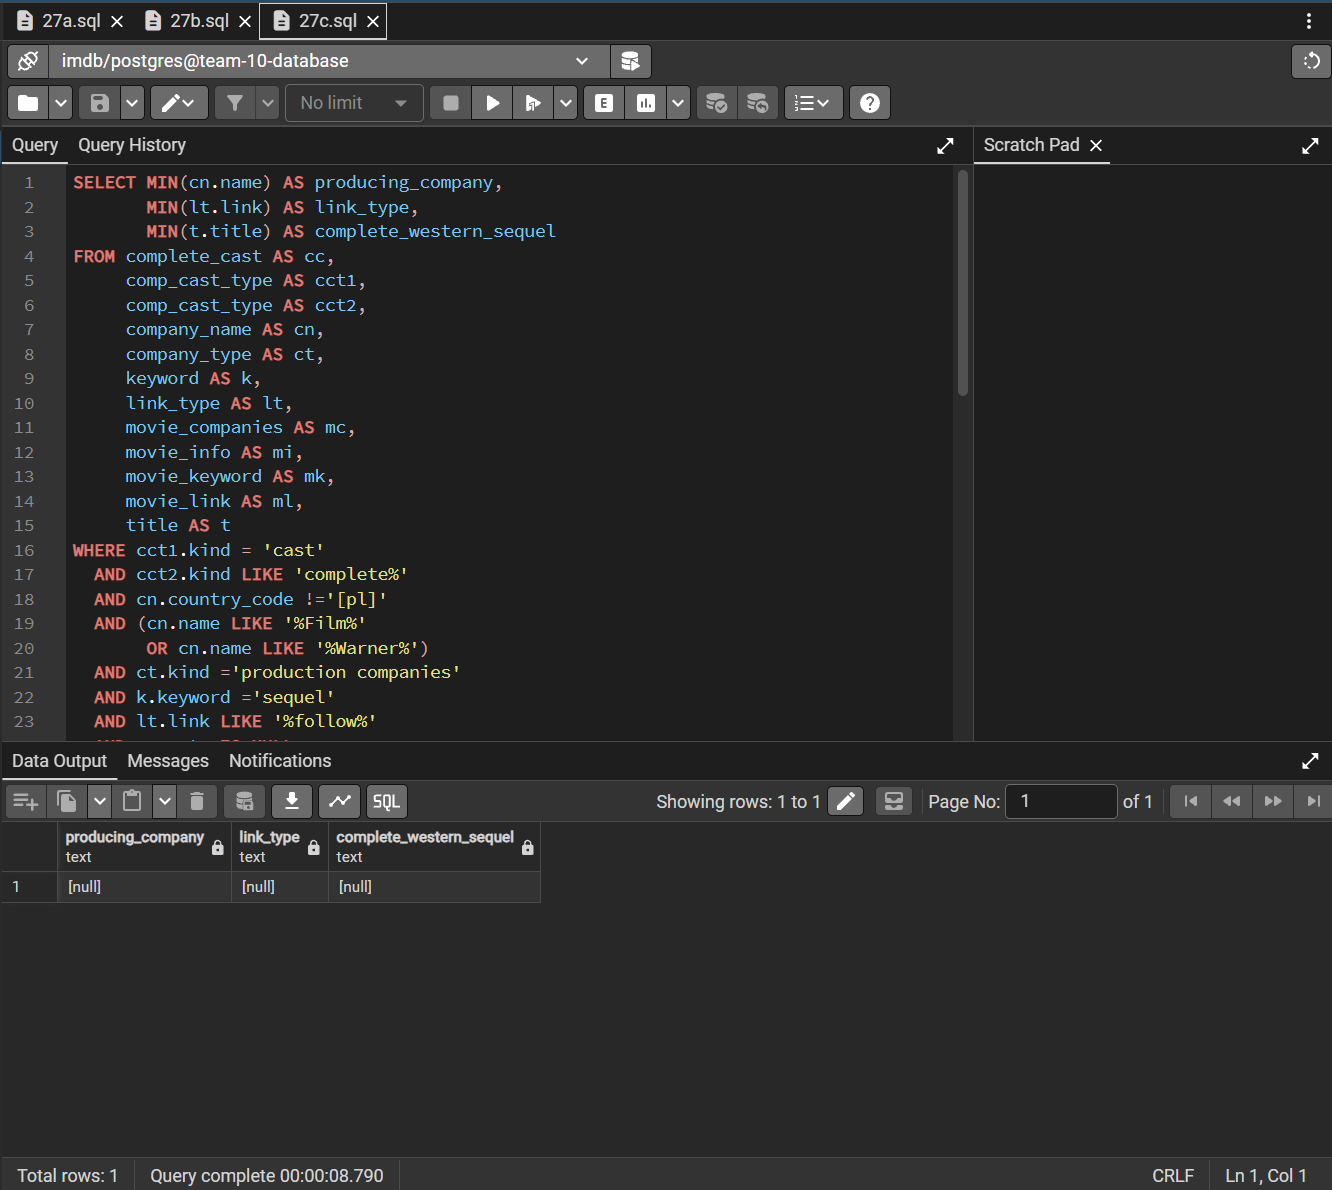 27a.sql 27b.sql 27c.sql
imdb/postgres@team-10-database
No limit
E
?
Query Query History
Scratch Pad
1 SELECT MIN(cn.name) AS producing_company,
2 MIN(lt.link) AS link_type,
3 MIN(t.title) AS complete_western_sequel
4 FROM complete_cast AS cc,
5 comp_cast_type AS cct1,
6 comp_cast_type AS cct2,
7 company_name AS cn,
8 company_type AS ct,
9 keyword AS k,
10 link_type AS lt,
11 movie_companies AS mc,
12 movie_info AS mi,
13 movie_keyword AS mk,
14 movie_link AS ml,
15 title AS t
16 WHERE cct1.kind = 'cast'
17 AND cct2.kind LIKE 'complete%'
18 AND cn.country_code !='[pl]'
19 AND (cn.name LIKE '%Film%'
20 OR cn.name LIKE '%Warner%')
21 AND ct.kind ='production companies'
22 AND k.keyword ='sequel'
23 AND lt.link LIKE '%follow%'
Data Output Messages Notifications
SQL
Showing rows: 1 to 1
Page No: 1 of 1
producing_company link_type complete_western_sequel
text text text
1 [null] [null] [null]
Total rows: 1 Query complete 00:00:08.790 CRLF Ln 1, Col 1